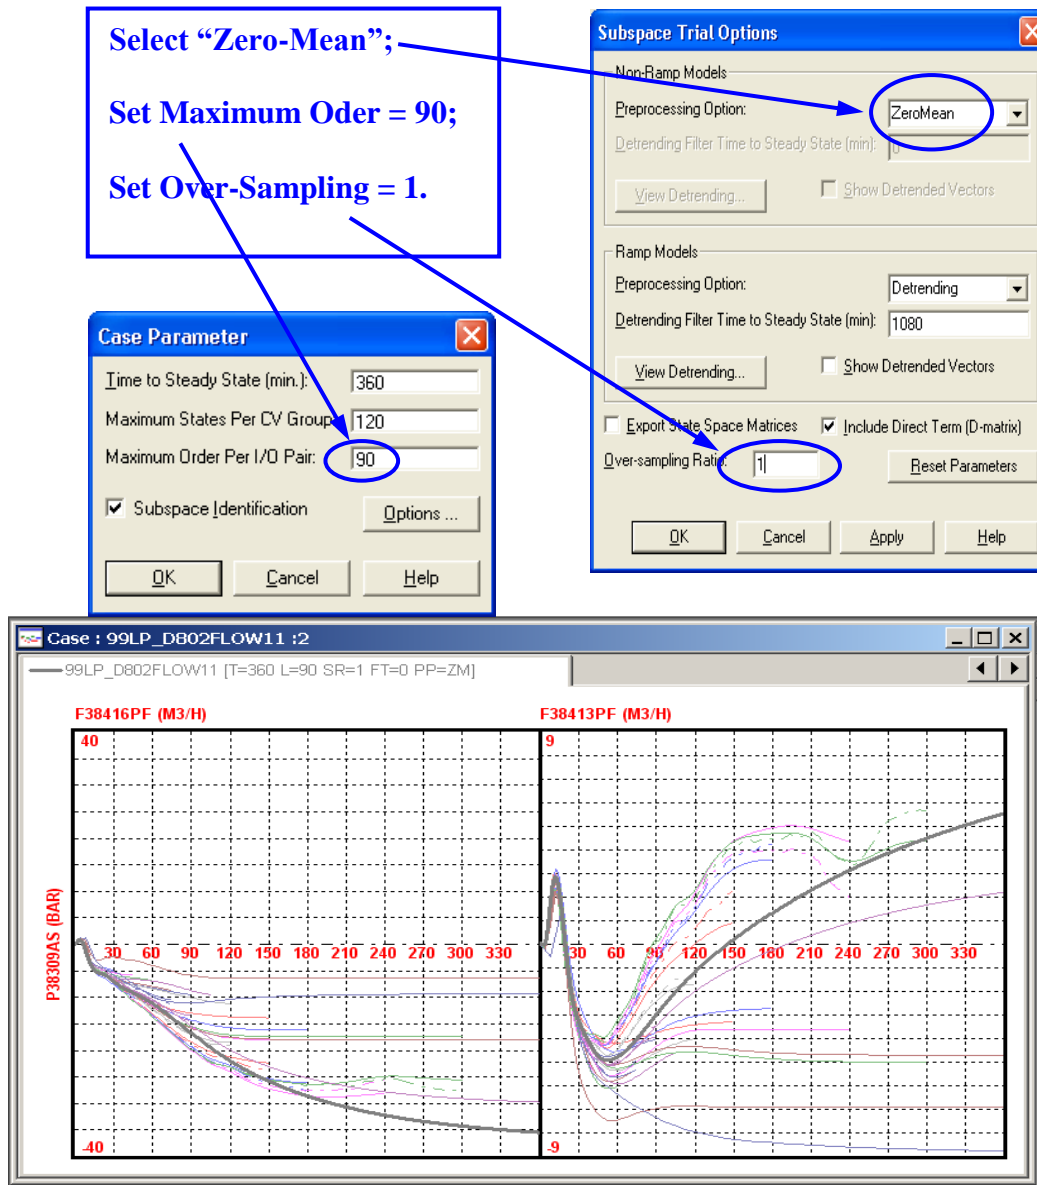 Select “Zero-Mean”;
Set Maximum Oder = 90;
Set Over-Sampling = 1.
Subspace Trial Options
Non-Ramp Models
Preprocessing Option:
ZeroMean
Detrending Filter Time to Steady State (min):
0
View Detrending...
Show Detrended Vectors
Ramp Models
Preprocessing Option:
Detrending
Detrending Filter Time to Steady State (min):
1080
View Detrending...
Show Detrended Vectors
Export State Space Matrices
Include Direct Term (D-matrix)
Over-sampling Ratio:
1
Reset Parameters
OK
Cancel
Apply
Help
Case Parameter
Time to Steady State (min.):
360
Maximum States Per CV Group
120
Maximum Order Per I/O Pair:
90
Subspace Identification
Options ...
OK
Cancel
Help
Case : 99LP_D802FLOW11 :2
99LP_D802FLOW11 [T=360 L=90 SR=1 FT=0 PP=ZM]
F38416PF (M3/H)
F38413PF (M3/H)
40
9
P38309AS (BAR)
30 60 90 120 150 180 210 240 270 300 330
30 60 90 120 150 180 210 240 270 300 330
-40
-9